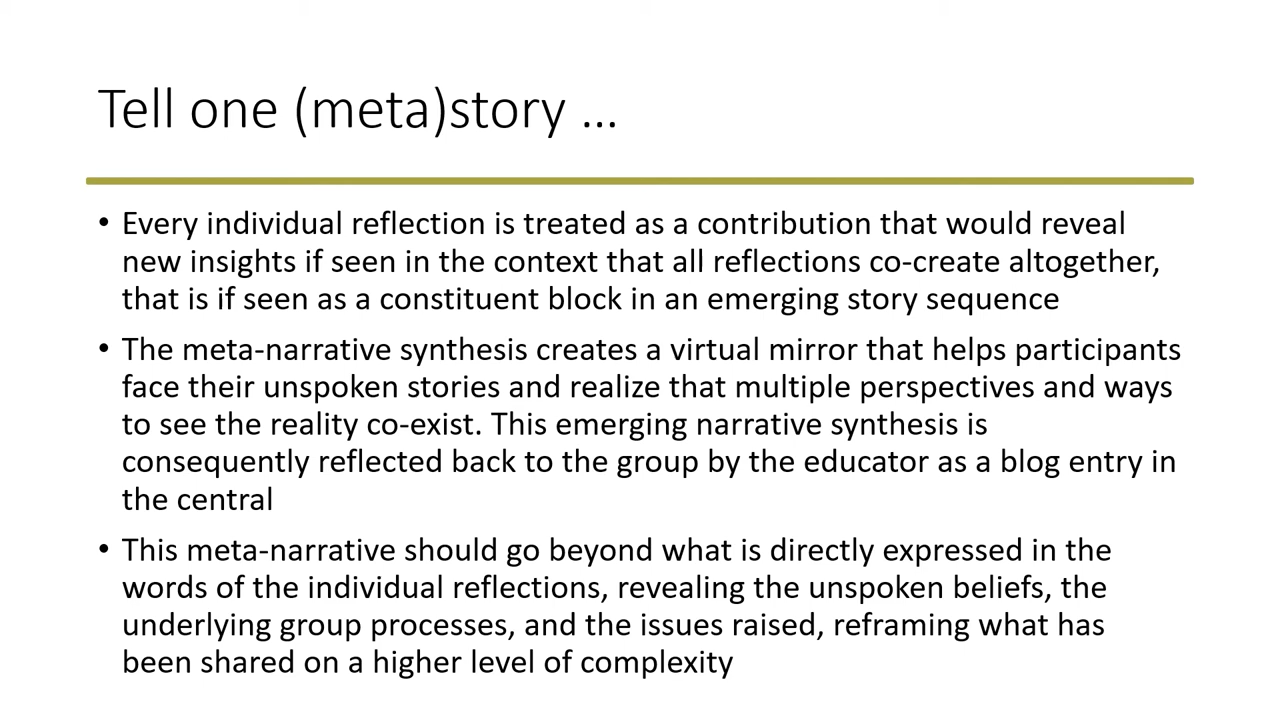 Tell one (meta)story ...
• Every individual reflection is treated as a contribution that would reveal
new insights if seen in the context that all reflections co-create altogether,
that is if seen as a constituent block in an emerging story sequence
• The meta-narrative synthesis creates a virtual mirror that helps participants
face their unspoken stories and realize that multiple perspectives and ways
to see the reality co-exist. This emerging narrative synthesis is
consequently reflected back to the group by the educator as a blog entry in
the central
• This meta-narrative should go beyond what is directly expressed in the
words of the individual reflections, revealing the unspoken beliefs, the
underlying group processes, and the issues raised, reframing what has
been shared on a higher level of complexity